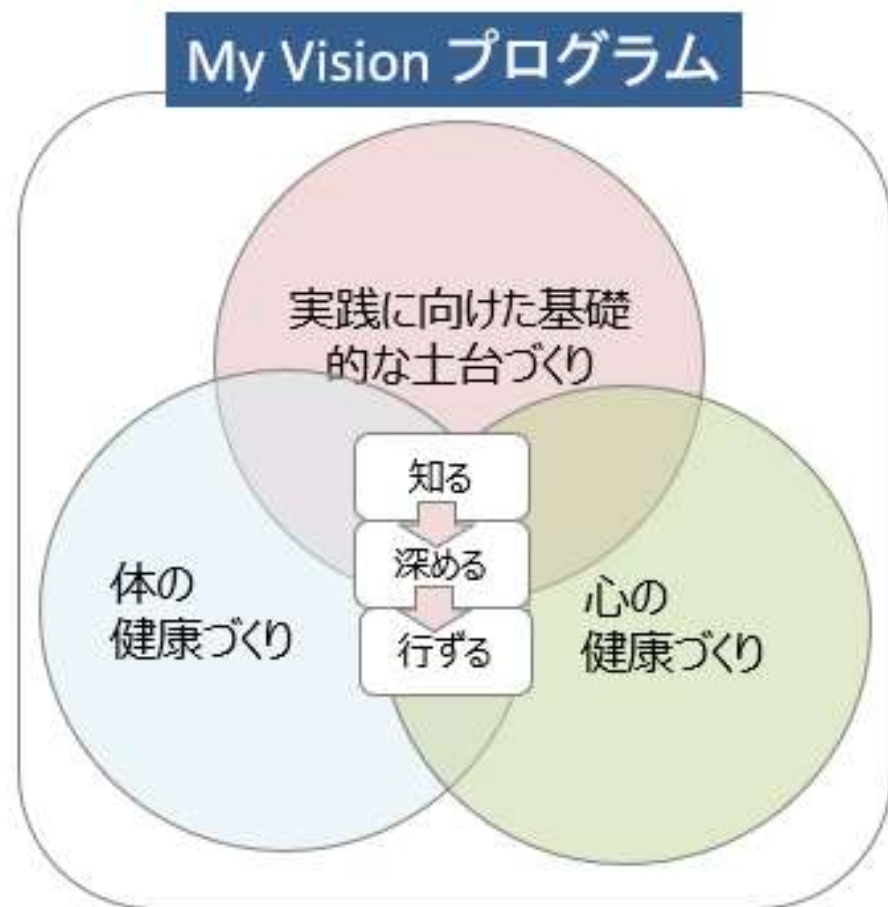 My Vision プログラム
実践に向けた基礎
的な土台づくり
知る
深める
行ずる
体の
健康づくり
心の
健康づくり